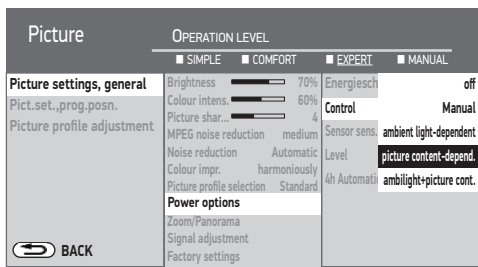 Picture
OPERATION LEVEL
SIMPLE COMFORT EXPERT MANUAL
Picture settings, general
Pict.set.,prog.posn.
Picture profile adjustment
BACK
Brightness 70%
Colour intens. 60%
Picture shar... 4
MPEG noise reduction medium
Noise reduction Automatic
Colour impr. harmoniously
Picture profile selection Standard
Power options
Zoom/Panorama
Signal adjustment
Factory settings
Energiesch off
Control Manual
Sensor sens. ambient light-dependent
Level picture content-depend.
4h Automati ambilight+picture cont.